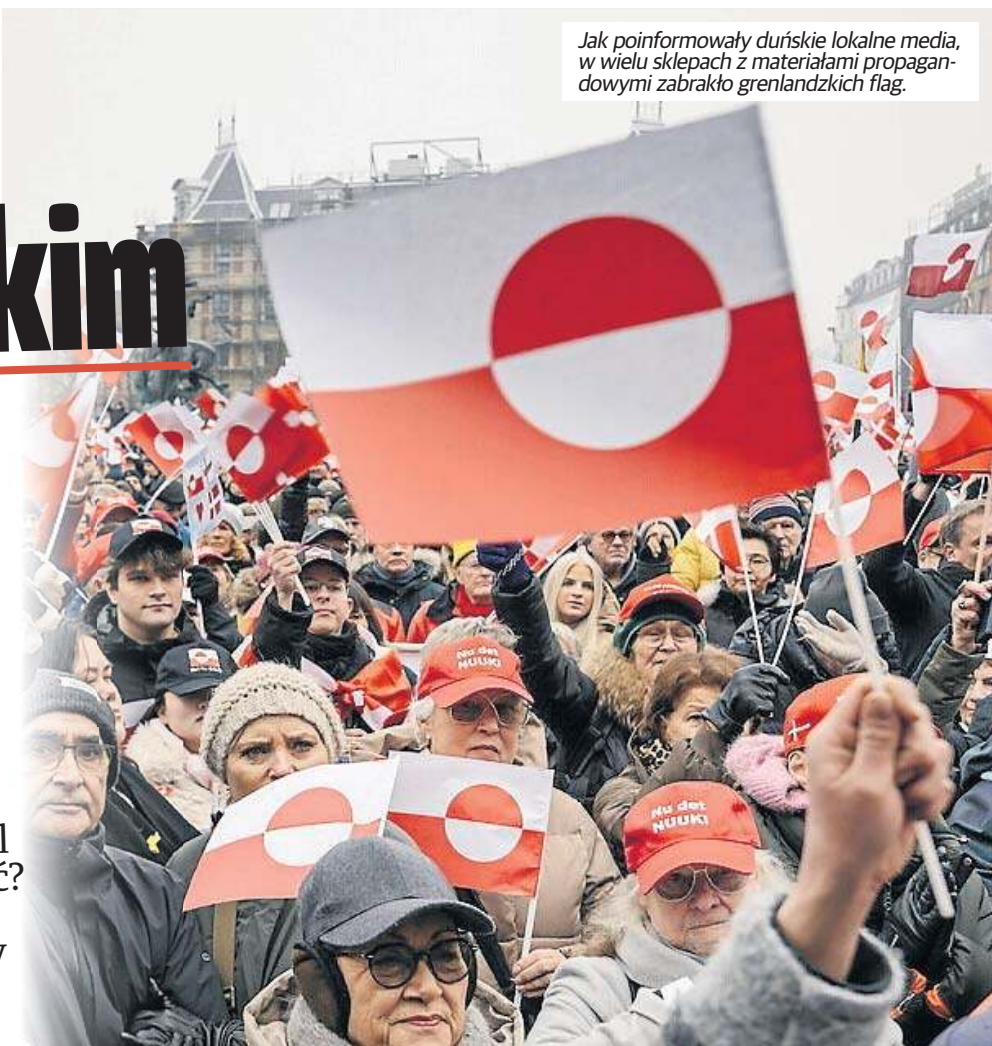 Jak poinformowały duńskie lokalne media,
w wielu sklepach z materiałami propagan-
dowymi zabrakło grenlandzkich flag.
kim
Nu det
NUUK!
Nu det
NUUK!
l
ć?
y